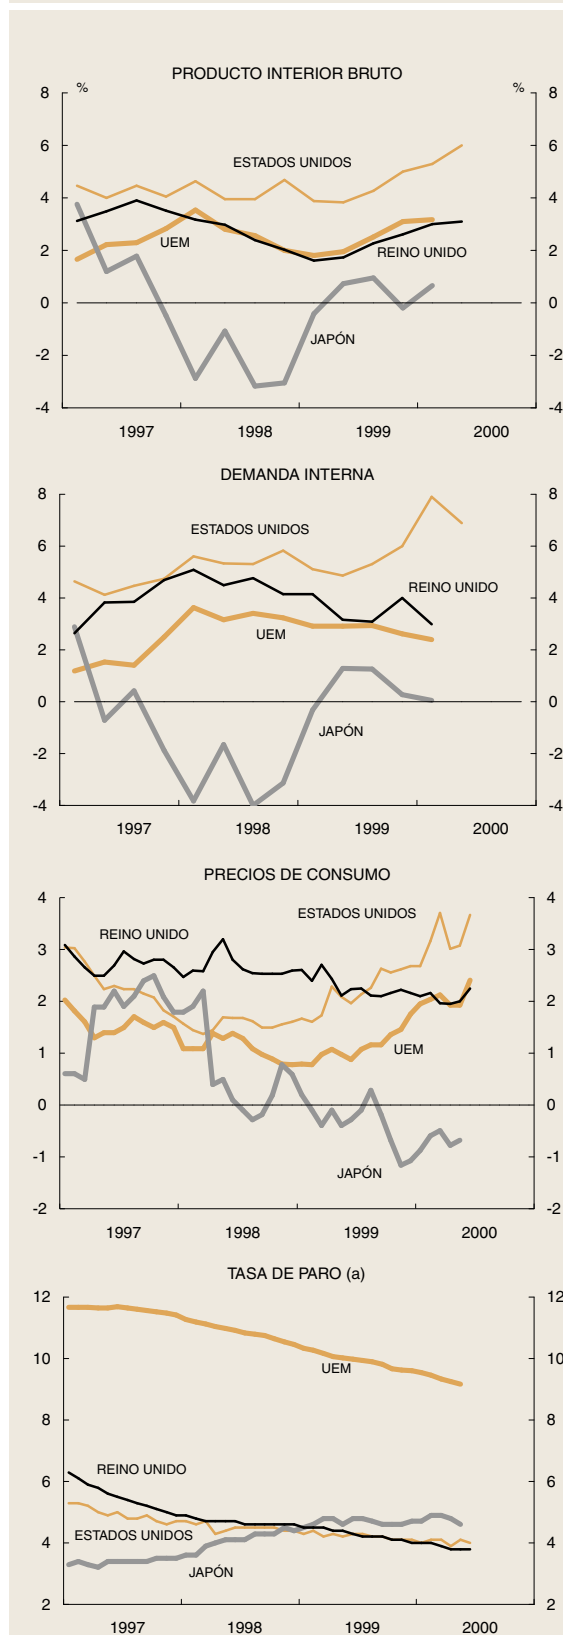 PRODUCTO INTERIOR BRUTO
% %
8 8
ESTADOS UNIDOS
6 6
4 4
UEM
REINO UNIDO
2 2
0 0
JAPÓN
-2 -2
-4 -4
1997 1998 1999 2000
DEMANDA INTERNA
8 8
ESTADOS UNIDOS
6 6
REINO UNIDO
4 4
UEM
2 2
0 0
JAPÓN
-2 -2
-4 -4
1997 1998 1999 2000
PRECIOS DE CONSUMO
4 4
ESTADOS UNIDOS
REINO UNIDO
3 3
2 2
UEM
1 1
0 0
JAPÓN
-1 -1
-2 -2
1997 1998 1999 2000
TASA DE PARO (a)
12 12
UEM
10 10
8 8
REINO UNIDO
6 6
ESTADOS UNIDOS
4 4
JAPÓN
2 2
1997 1998 1999 2000